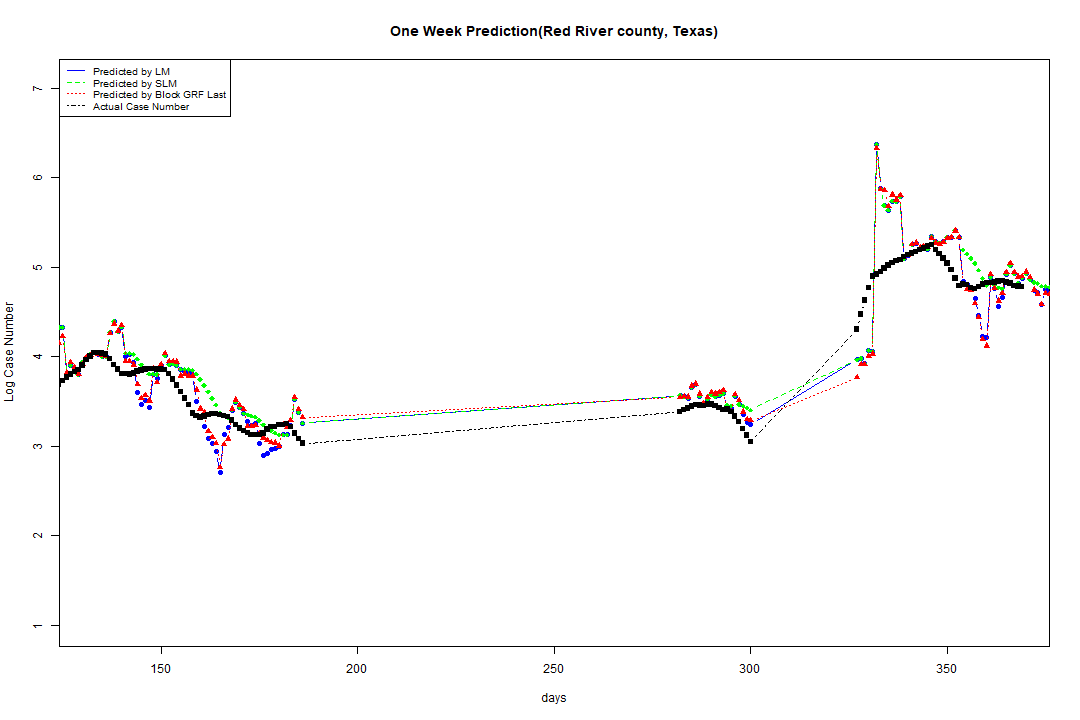 One Week Prediction(Red River county, Texas)
Predicted by LM
Predicted by SLM
Predicted by Block GRF Last
Actual Case Number
7
6
5
4
3
2
1
Log Case Number
150 200 250 300 350
days